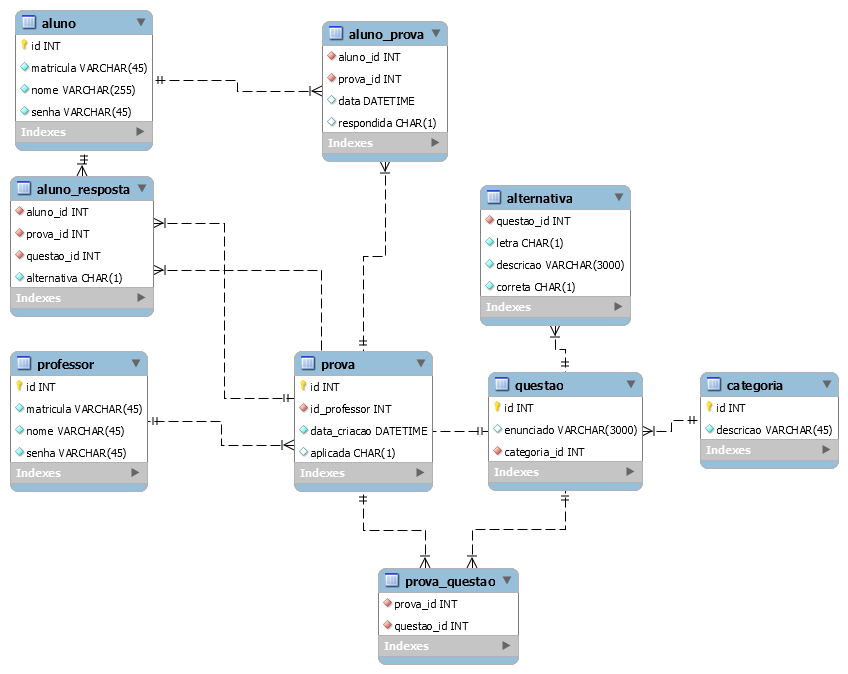 aluno
id INT
matricula VARCHAR(45)
nome VARCHAR(255)
senha VARCHAR(45)
Indexes
aluno_prova
aluno_id INT
prova_id INT
data DATETIME
respondida CHAR(1)
Indexes
aluno_resposta
aluno_id INT
prova_id INT
questao_id INT
alternativa CHAR(1)
Indexes
alternativa
questao_id INT
letra CHAR(1)
descricao VARCHAR(3000)
correta CHAR(1)
Indexes
professor
id INT
matricula VARCHAR(45)
nome VARCHAR(45)
senha VARCHAR(45)
Indexes
prova
id INT
id_professor INT
data_criacao DATETIME
aplicada CHAR(1)
Indexes
questao
id INT
enunciado VARCHAR(3000)
categoria_id INT
Indexes
categoria
id INT
descricao VARCHAR(45)
Indexes
prova_questao
prova_id INT
questao_id INT
Indexes